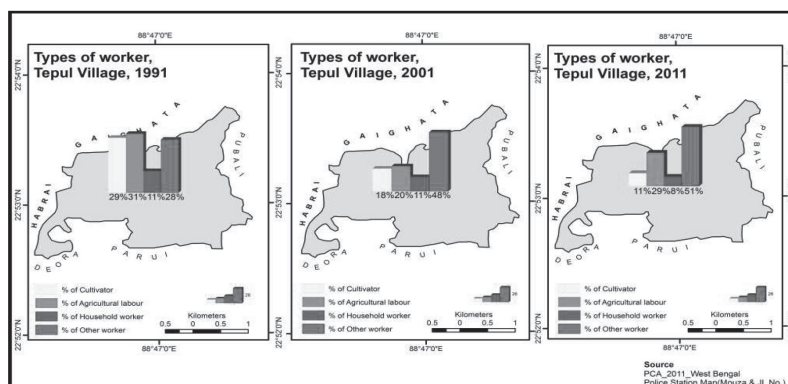 88°47'0"E
88°47'0"E
88°47'0"E
Types of worker,
Tepul Village, 1991
Types of worker,
Tepul Village, 2001
Types of worker,
Tepul Village, 2011
22°54'0"N
22°54'0"N
22°54'0"N
GAIGHATA
GAIGHATA
GAIGHATA
PUBALI
PUBALI
PUBALI
29% 31% 11% 28%
18% 20% 11% 48%
11% 29% 8% 51%
22°53'0"N
22°53'0"N
22°53'0"N
HABRAI
HABRAI
HABRAI
DEORA PARUI
DEORA PARUI
DEORA PARUI
% of Cultivator
% of Agricultural labour
% of Household worker
% of Other worker
Kilometers
0.5 0 0.5 1
% of Cultivator
% of Agricultural labour
% of Household worker
% of Other worker
Kilometers
0.5 0 0.5 1
% of Cultivator
% of Agricultural labour
% of Household worker
% of Other worker
Kilometers
0.5 0 0.5 1
22°52'0"N
22°52'0"N
22°52'0"N
88°47'0"E
88°47'0"E
88°47'0"E
Source
PCA_2011_West Bengal
Police Station Map(Mouza & JL No.)